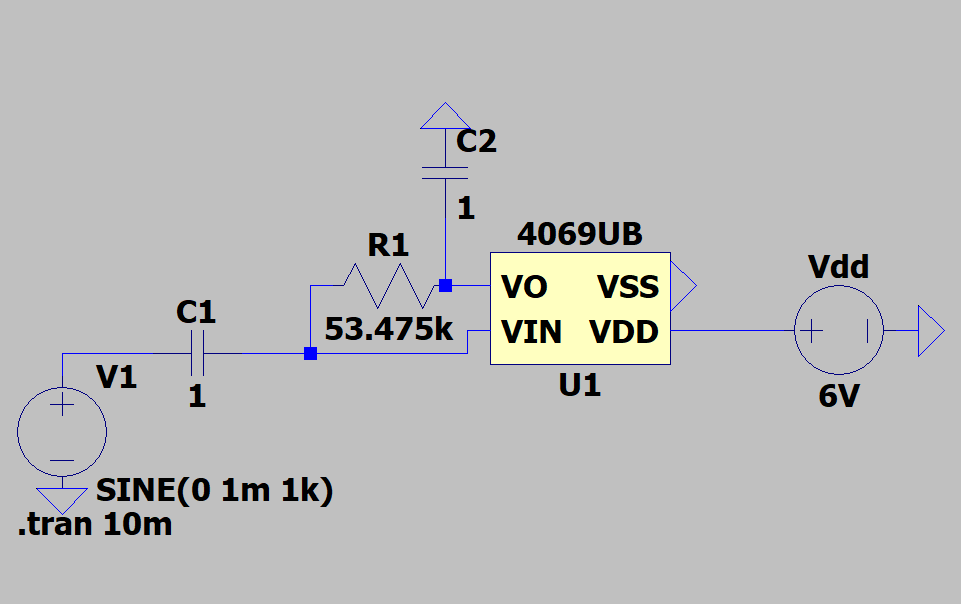 C2
1
4069UB
R1
Vdd
VO VSS
C1
53.475k
VIN VDD
V1
1
U1
6V
SINE(0 1m 1k)
.tran 10m